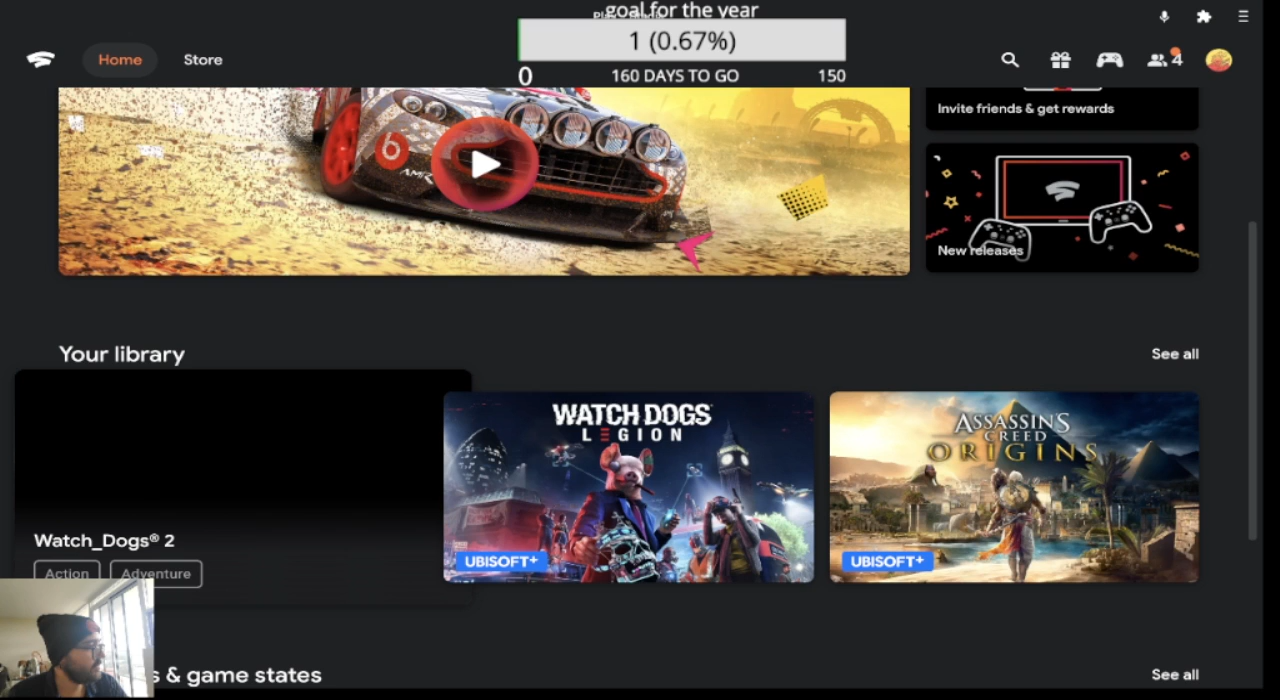 goal for the year
1 (0.67%)
0 160 DAYS TO GO 150
Home Store
4
Invite friends & get rewards
New releases
Your library
See all
WATCH DOGS
LEGION
UBISOFT+
ASSASSIN'S
CREED
ORIGINS
UBISOFT+
Watch_Dogs® 2
Action Adventure
s & game states
See all